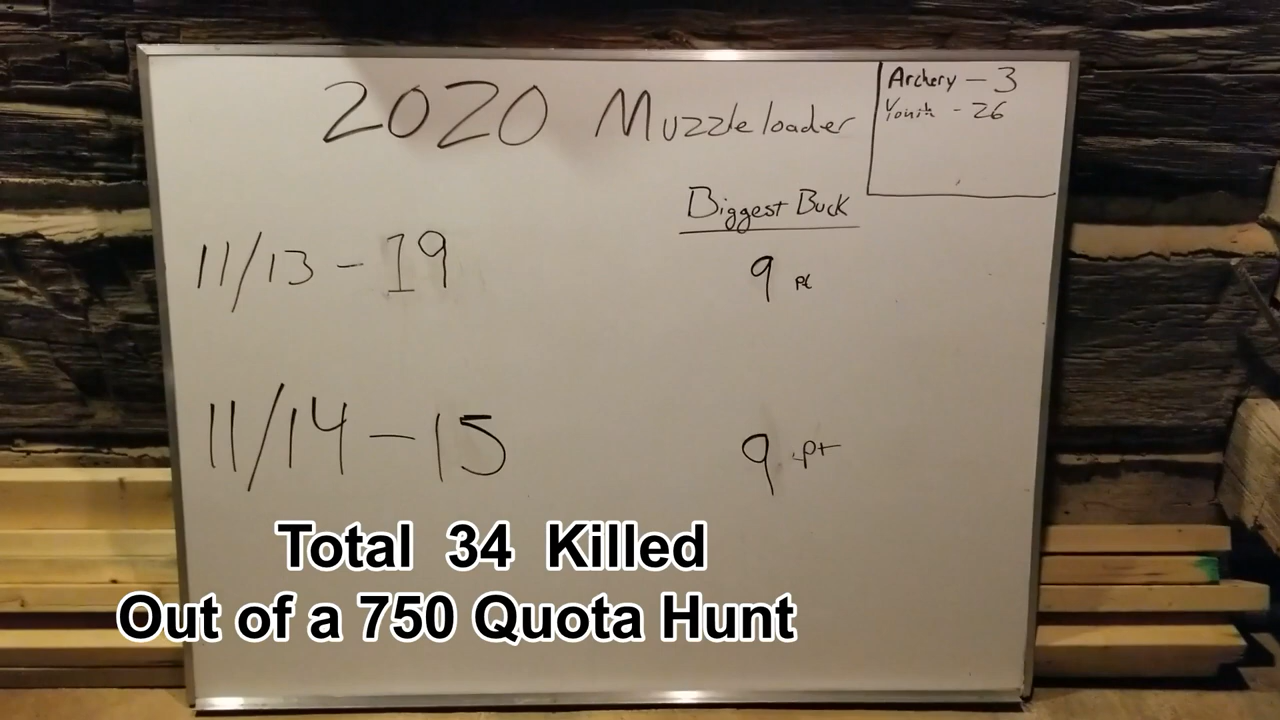 2020 Muzzleloader
Archery - 3
Youth - 26
Biggest Buck
11/13 - 19
9 pt
11/14 - 15
9 pt
Total 34 Killed
Out of a 750 Quota Hunt